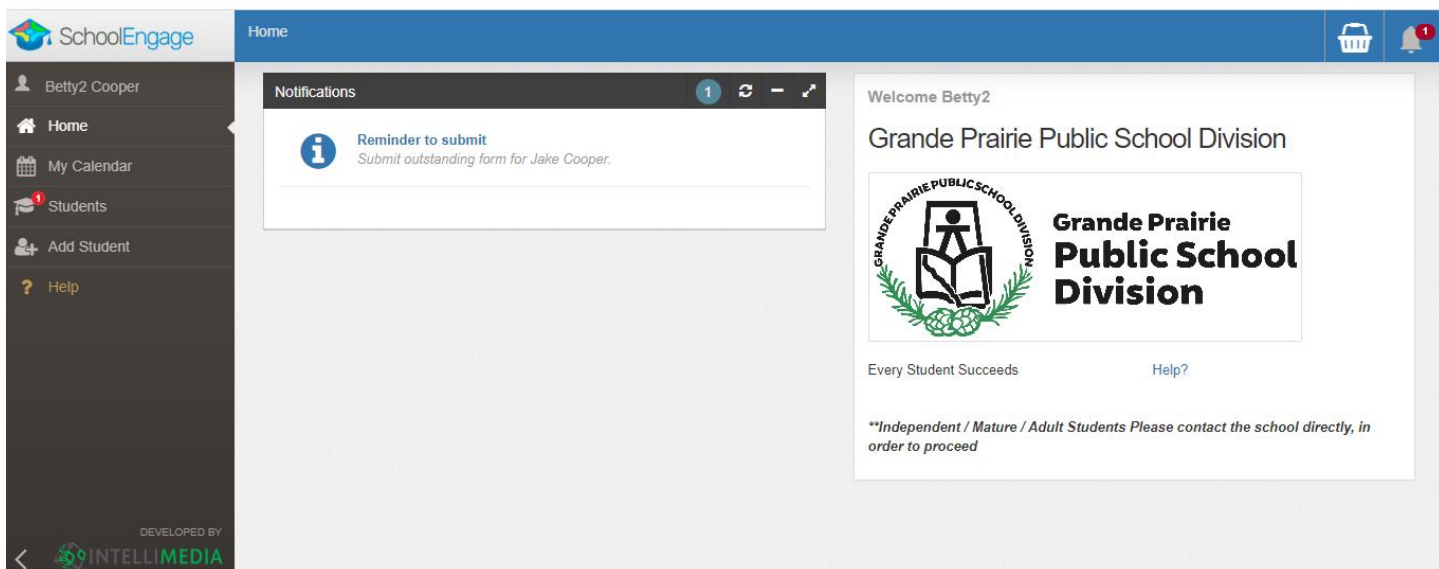 SchoolEngage
Home
1
Betty2 Cooper
Home
My Calendar
1
Students
Add Student
? Help
DEVELOPED BY
INTELLIMEDIA
Notifications
1
Reminder to submit
Submit outstanding form for Jake Cooper.
Welcome Betty2
Grande Prairie Public School Division
GRANDE PRAIRIE PUBLIC SCHOOL DIVISION
Grande Prairie
Public School
Division
Every Student Succeeds
Help?
**Independent / Mature / Adult Students Please contact the school directly, in
order to proceed